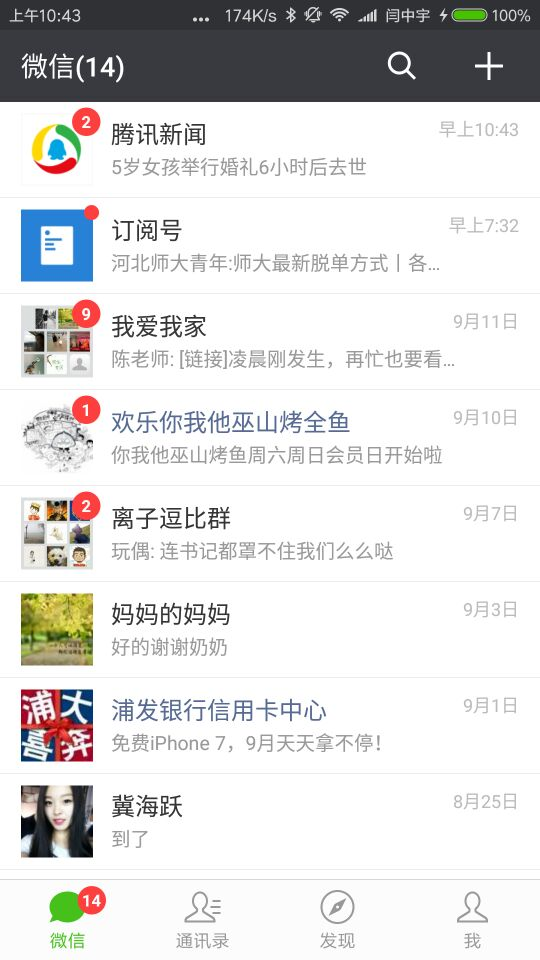 上午10:43 ... 174K/s 闫中宇 100%
微信(14)
2
腾讯新闻 早上10:43
5岁女孩举行婚礼6小时后去世
订阅号 早上7:32
河北师大青年:师大最新脱单方式丨各...
9
我爱我家 9月11日
陈老师: [链接]凌晨刚发生，再忙也要看...
1
欢乐你我他巫山烤全鱼 9月10日
你我他巫山烤鱼周六周日会员日开始啦
2
离子逗比群 9月7日
玩偶: 连书记都罩不住我们么么哒
妈妈的妈妈 9月3日
好的谢谢奶奶
浦大
喜奔
浦发银行信用卡中心 9月1日
免费iPhone 7，9月天天拿不停！
冀海跃 8月25日
到了
14
微信 通讯录 发现 我